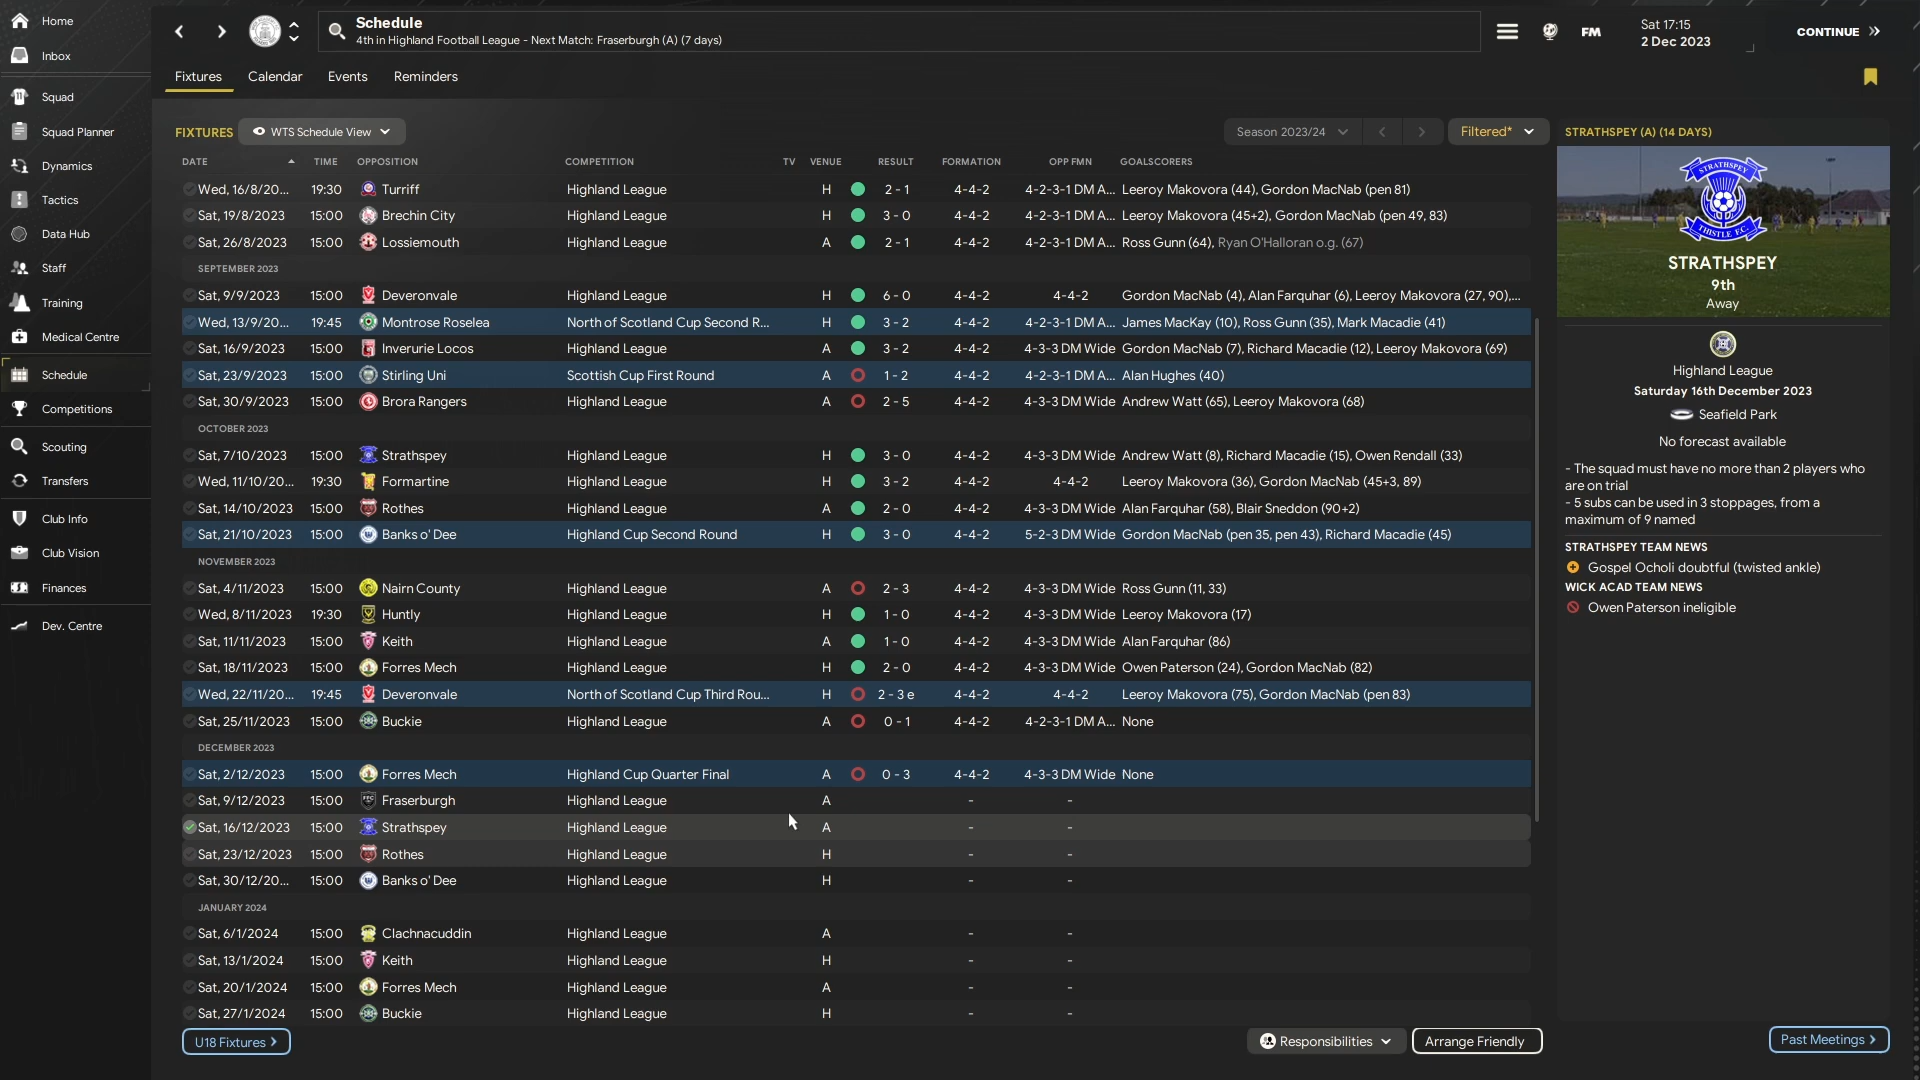 Home
Inbox
Squad
Squad Planner
Dynamics
Tactics
Data Hub
Staff
Training
Medical Centre
Schedule
Competitions
Scouting
Transfers
Club Info
Club Vision
Finances
Dev. Centre
Schedule
4th in Highland Football League - Next Match: Fraserburgh (A) (7 days)
FM
Sat 17:15
2 Dec 2023
CONTINUE
Fixtures Calendar Events Reminders
FIXTURES WTS Schedule View Season 2023/24 Filtered*
DATE TIME OPPOSITION COMPETITION TV VENUE RESULT FORMATION OPP FMN GOALSCORERS
Wed, 16/8/20... 19:30 Turriff Highland League H 2 - 1 4-4-2 4-2-3-1 DM A... Leeroy Makovora (44), Gordon MacNab (pen 81)
Sat, 19/8/2023 15:00 Brechin City Highland League H 3 - 0 4-4-2 4-2-3-1 DM A... Leeroy Makovora (45+2), Gordon MacNab (pen 49, 83)
Sat, 26/8/2023 15:00 Lossiemouth Highland League A 2 - 1 4-4-2 4-2-3-1 DM A... Ross Gunn (64), Ryan O'Halloran o.g. (67)
SEPTEMBER 2023
Sat, 9/9/2023 15:00 Deveronvale Highland League H 6 - 0 4-4-2 4-4-2 Gordon MacNab (4), Alan Farquhar (6), Leeroy Makovora (27, 90),...
Wed, 13/9/20... 19:45 Montrose Roselea North of Scotland Cup Second R... H 3 - 2 4-4-2 4-2-3-1 DM A... James MacKay (10), Ross Gunn (35), Mark Macadie (41)
Sat, 16/9/2023 15:00 Inverurie Locos Highland League A 3 - 2 4-4-2 4-3-3 DM Wide Gordon MacNab (7), Richard Macadie (12), Leeroy Makovora (69)
Sat, 23/9/2023 15:00 Stirling Uni Scottish Cup First Round A 1 - 2 4-4-2 4-2-3-1 DM A... Alan Hughes (40)
Sat, 30/9/2023 15:00 Brora Rangers Highland League A 2 - 5 4-4-2 4-3-3 DM Wide Andrew Watt (65), Leeroy Makovora (68)
OCTOBER 2023
Sat, 7/10/2023 15:00 Strathspey Highland League H 3 - 0 4-4-2 4-3-3 DM Wide Andrew Watt (8), Richard Macadie (15), Owen Rendall (33)
Wed, 11/10/20... 19:30 Formartine Highland League H 3 - 2 4-4-2 4-4-2 Leeroy Makovora (36), Gordon MacNab (45+3, 89)
Sat, 14/10/2023 15:00 Rothes Highland League A 2 - 0 4-4-2 4-3-3 DM Wide Alan Farquhar (58), Blair Sneddon (90+2)
Sat, 21/10/2023 15:00 Banks o' Dee Highland Cup Second Round H 3 - 0 4-4-2 5-2-3 DM Wide Gordon MacNab (pen 35, pen 43), Richard Macadie (45)
NOVEMBER 2023
Sat, 4/11/2023 15:00 Nairn County Highland League A 2 - 3 4-4-2 4-3-3 DM Wide Ross Gunn (11, 33)
Wed, 8/11/2023 19:30 Huntly Highland League H 1 - 0 4-4-2 4-3-3 DM Wide Leeroy Makovora (17)
Sat, 11/11/2023 15:00 Keith Highland League A 1 - 0 4-4-2 4-3-3 DM Wide Alan Farquhar (86)
Sat, 18/11/2023 15:00 Forres Mech Highland League H 2 - 0 4-4-2 4-3-3 DM Wide Owen Paterson (24), Gordon MacNab (82)
Wed, 22/11/20... 19:45 Deveronvale North of Scotland Cup Third Rou... H 2 - 3 e 4-4-2 4-4-2 Leeroy Makovora (75), Gordon MacNab (pen 83)
Sat, 25/11/2023 15:00 Buckie Highland League A 0 - 1 4-4-2 4-2-3-1 DM A... None
DECEMBER 2023
Sat, 2/12/2023 15:00 Forres Mech Highland Cup Quarter Final A 0 - 3 4-4-2 4-3-3 DM Wide None
Sat, 9/12/2023 15:00 Fraserburgh Highland League A - -
Sat, 16/12/2023 15:00 Strathspey Highland League A - -
Sat, 23/12/2023 15:00 Rothes Highland League H - -
Sat, 30/12/20... 15:00 Banks o' Dee Highland League H - -
JANUARY 2024
Sat, 6/1/2024 15:00 Clachnacuddin Highland League A - -
Sat, 13/1/2024 15:00 Keith Highland League H - -
Sat, 20/1/2024 15:00 Forres Mech Highland League A - -
Sat, 27/1/2024 15:00 Buckie Highland League H - -
U18 Fixtures Responsibilities Arrange Friendly
STRATHSPEY (A) (14 DAYS)
STRATHSPEY
THISTLE F.C.
STRATHSPEY
9th
Away
Highland League
Saturday 16th December 2023
Seafield Park
No forecast available
- The squad must have no more than 2 players who
are on trial
- 5 subs can be used in 3 stoppages, from a
maximum of 9 named
STRATHSPEY TEAM NEWS
Gospel Ocholi doubtful (twisted ankle)
WICK ACAD TEAM NEWS
Owen Paterson ineligible
Past Meetings